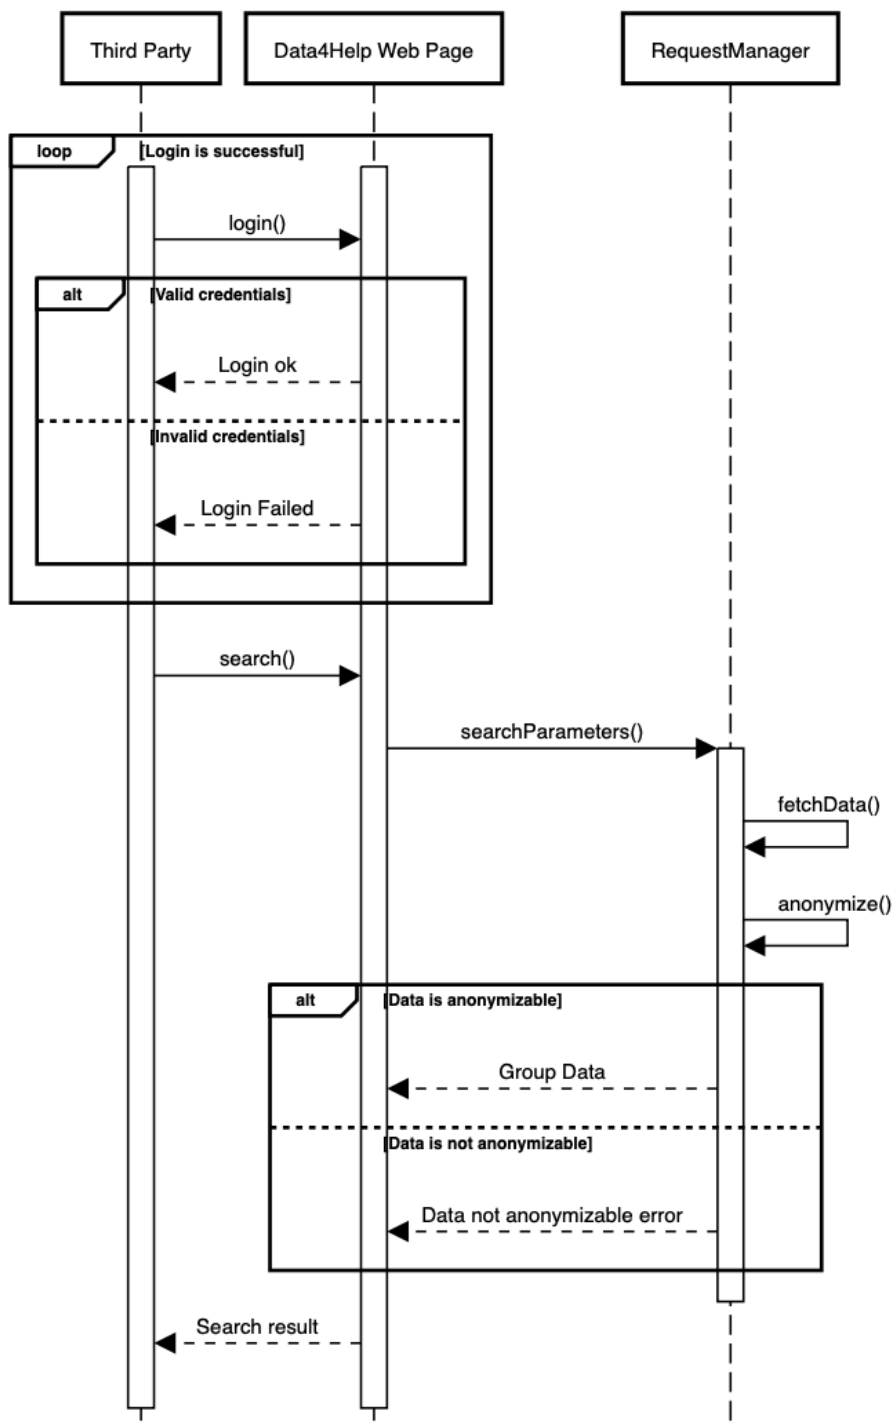 Third Party
Data4Help Web Page
RequestManager
loop
[Login is successful]
login()
alt
[Valid credentials]
Login ok
[Invalid credentials]
Login Failed
search()
searchParameters()
fetchData()
anonymize()
alt
[Data is anonymizable]
Group Data
[Data is not anonymizable]
Data not anonymizable error
Search result